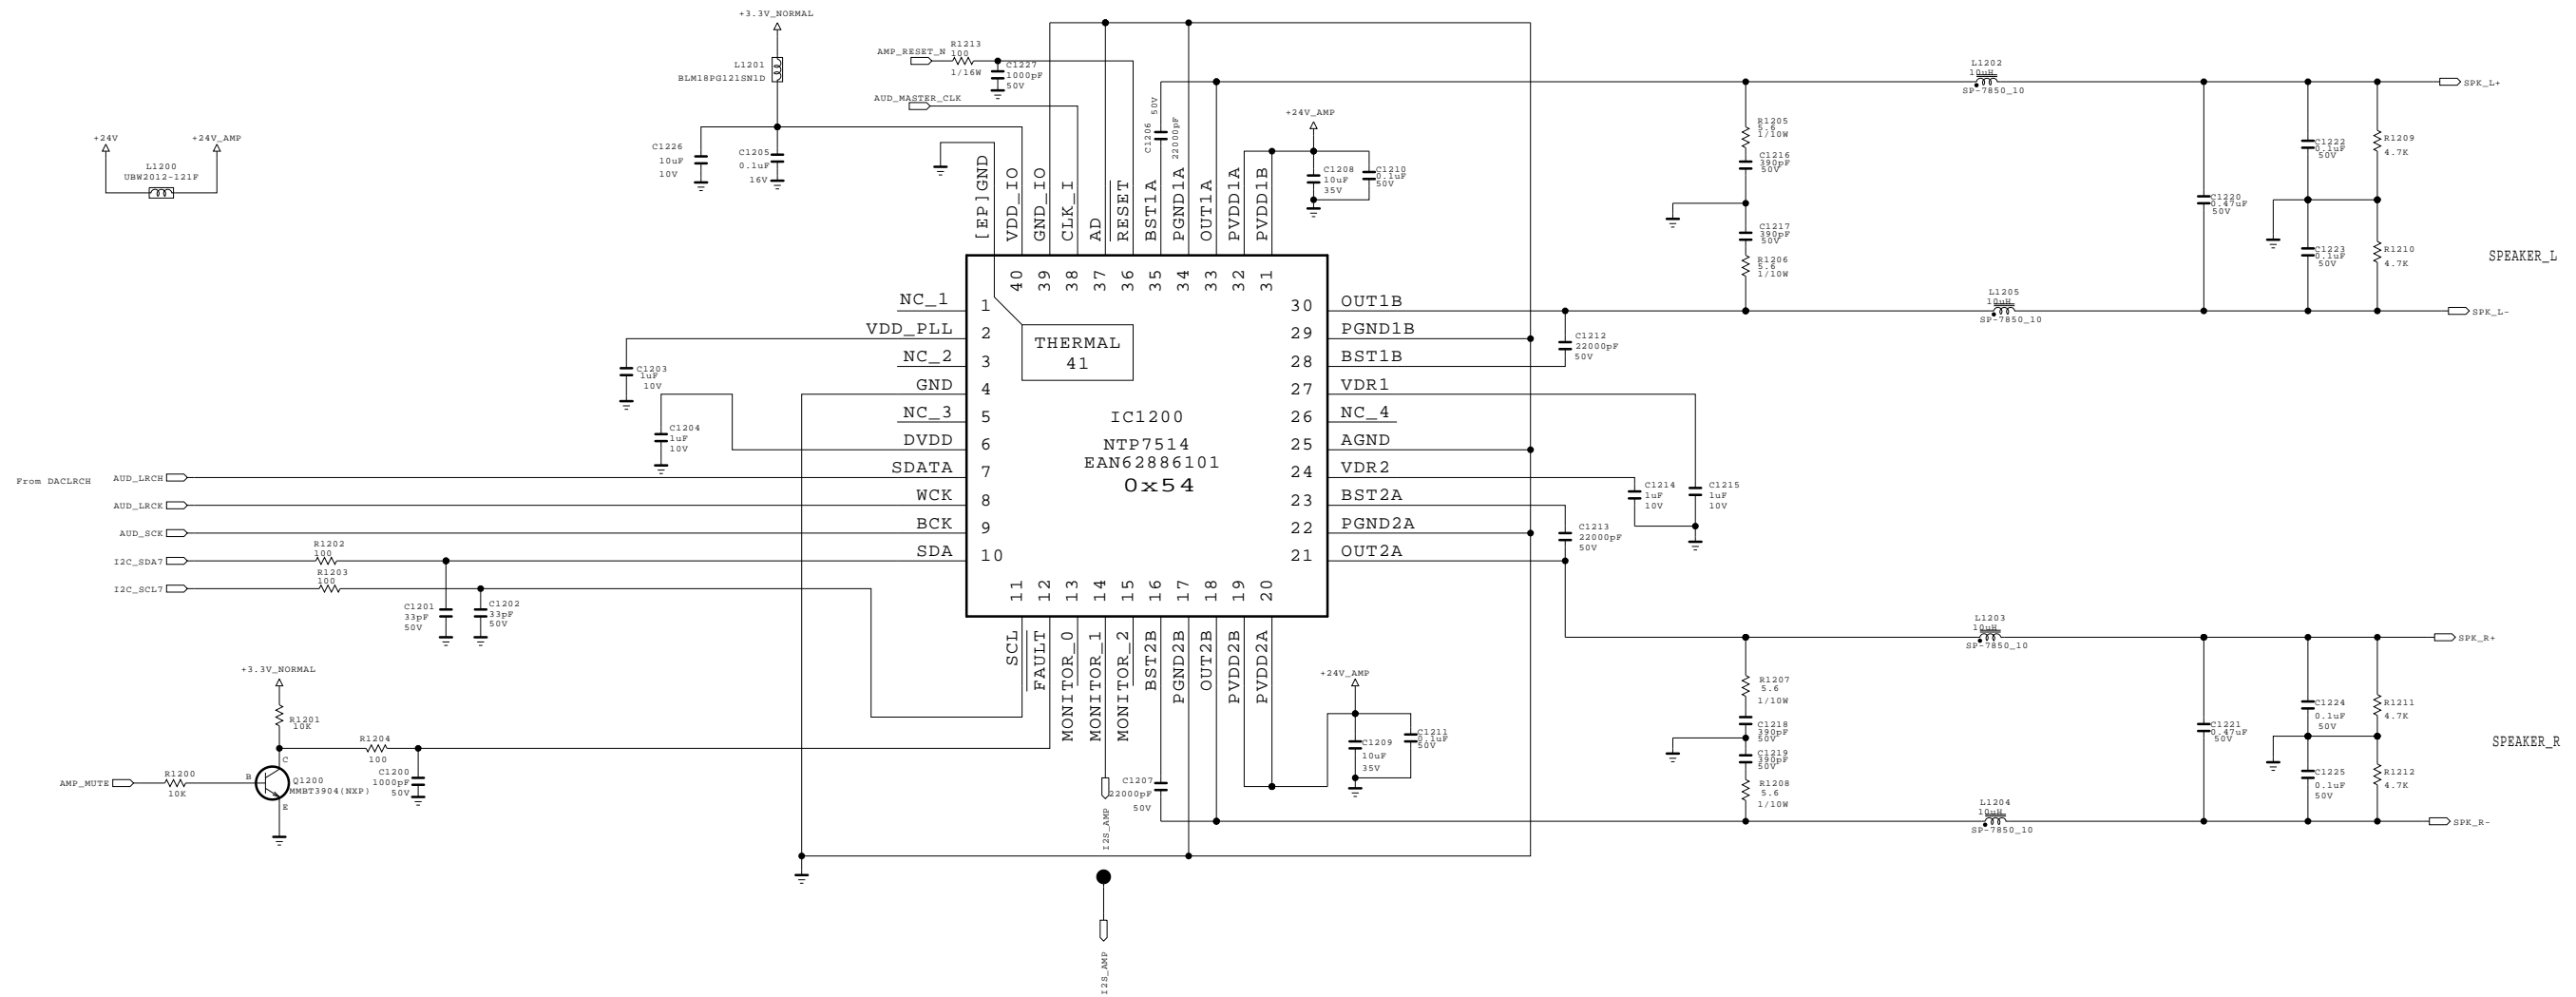 +3.3V_NORMAL
L1201
BLM18PG121SN1D
AMP_RESET_N
R1213
100
1/16W
C1227
1000pF
50V
AUD_MASTER_CLK
+24V
+24V_AMP
L1200
UBW2012-121F
C1226
10uF
10V
C1205
0.1uF
16V
C1206
22000pF
50V
+24V_AMP
C1208
10uF
35V
C1210
0.1uF
50V
[EP]GND
VDD_IO
GND_IO
CLK_I
AD
RESET
BST1A
PGND1A
OUT1A
PVDD1A
PVDD1B
40
39
38
37
36
35
34
33
32
31
NC_1
VDD_PLL
NC_2
GND
NC_3
DVDD
SDATA
WCK
BCK
SDA
1
2
3
4
5
6
7
8
9
10
THERMAL
41
IC1200
NTP7514
EAN62886101
0x54
30
29
28
27
26
25
24
23
22
21
OUT1B
PGND1B
BST1B
VDR1
NC_4
AGND
VDR2
BST2A
PGND2A
OUT2A
11
12
13
14
15
16
17
18
19
20
SCL
FAULT
MONITOR_0
MONITOR_1
MONITOR_2
BST2B
PGND2B
OUT2B
PVDD2B
PVDD2A
C1203
1uF
10V
C1204
1uF
10V
From DACLRCH
AUD_LRCH
AUD_LRCK
AUD_SCK
I2C_SDA7
R1202
100
I2C_SCL7
R1203
100
C1201
33pF
50V
C1202
33pF
50V
+3.3V_NORMAL
R1201
10K
R1204
100
C1200
1000pF
50V
AMP_MUTE
R1200
10K
B
C
E
Q1200
MMBT3904(NXP)
I2S_AMP
I2S_AMP
C1207
22000pF
50V
+24V_AMP
C1209
10uF
35V
C1211
0.1uF
50V
C1212
22000pF
50V
C1214
1uF
10V
C1215
1uF
10V
C1213
22000pF
50V
R1205
5.6
1/10W
C1216
390pF
50V
C1217
390pF
50V
R1206
5.6
1/10W
L1202
10uH
SP-7850_10
L1205
10uH
SP-7850_10
C1220
0.47uF
50V
C1222
0.1uF
50V
C1223
0.1uF
50V
R1209
4.7K
R1210
4.7K
SPK_L+
SPEAKER_L
SPK_L-
R1207
5.6
1/10W
C1218
390pF
50V
C1219
390pF
50V
R1208
5.6
1/10W
L1203
10uH
SP-7850_10
L1204
10uH
SP-7850_10
C1221
0.47uF
50V
C1224
0.1uF
50V
C1225
0.1uF
50V
R1211
4.7K
R1212
4.7K
SPK_R+
SPEAKER_R
SPK_R-